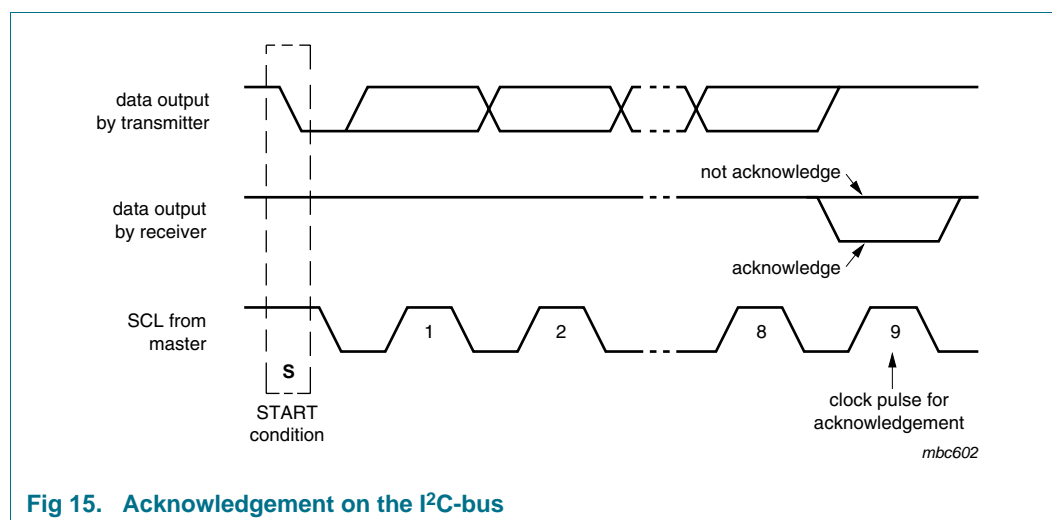 data output
by transmitter
not acknowledge
data output
by receiver
acknowledge
SCL from
master
1
2
8
9
S
START
condition
clock pulse for
acknowledgement
mbc602
Fig 15. Acknowledgement on the I²C-bus